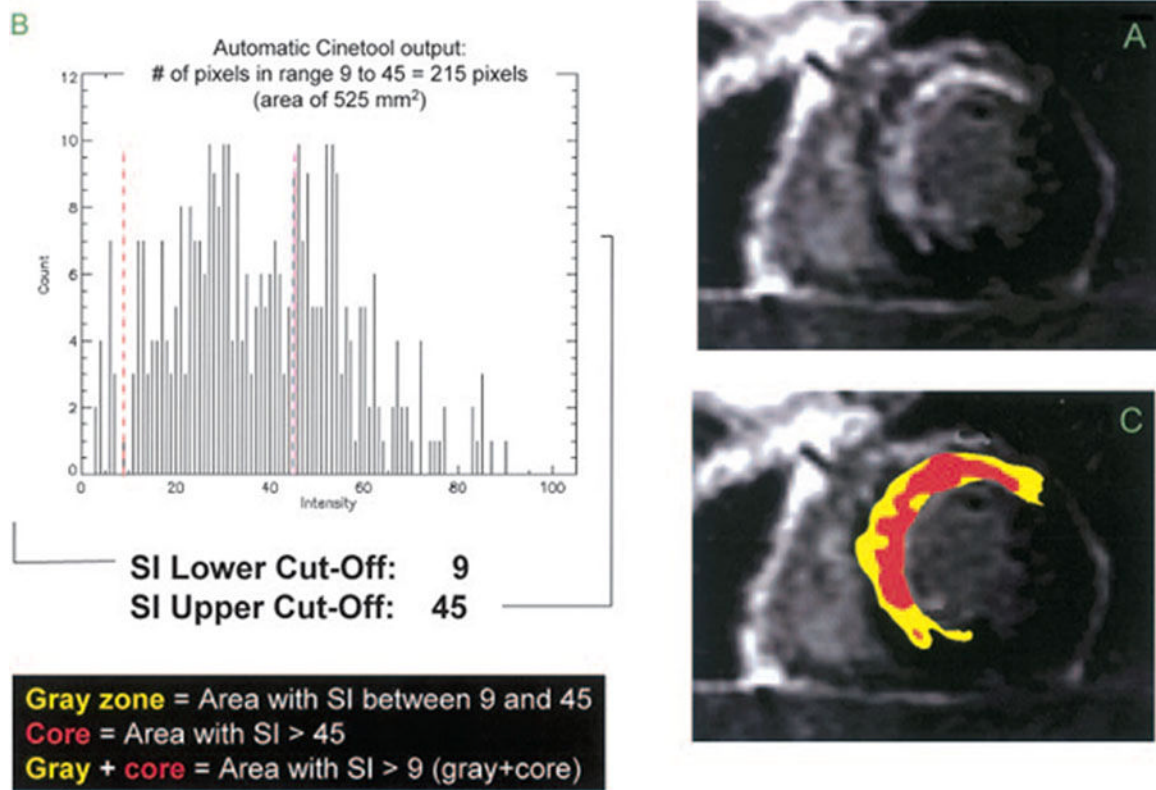 B
Automatic Cinetool output:
# of pixels in range 9 to 45 = 215 pixels
(area of 525 mm²)
12
10
8
6
4
2
0
Count
0 20 40 60 80 100
Intensity
SI Lower Cut-Off: 9
SI Upper Cut-Off: 45
Gray zone = Area with SI between 9 and 45
Core = Area with SI > 45
Gray + core = Area with SI > 9 (gray+core)
A
C